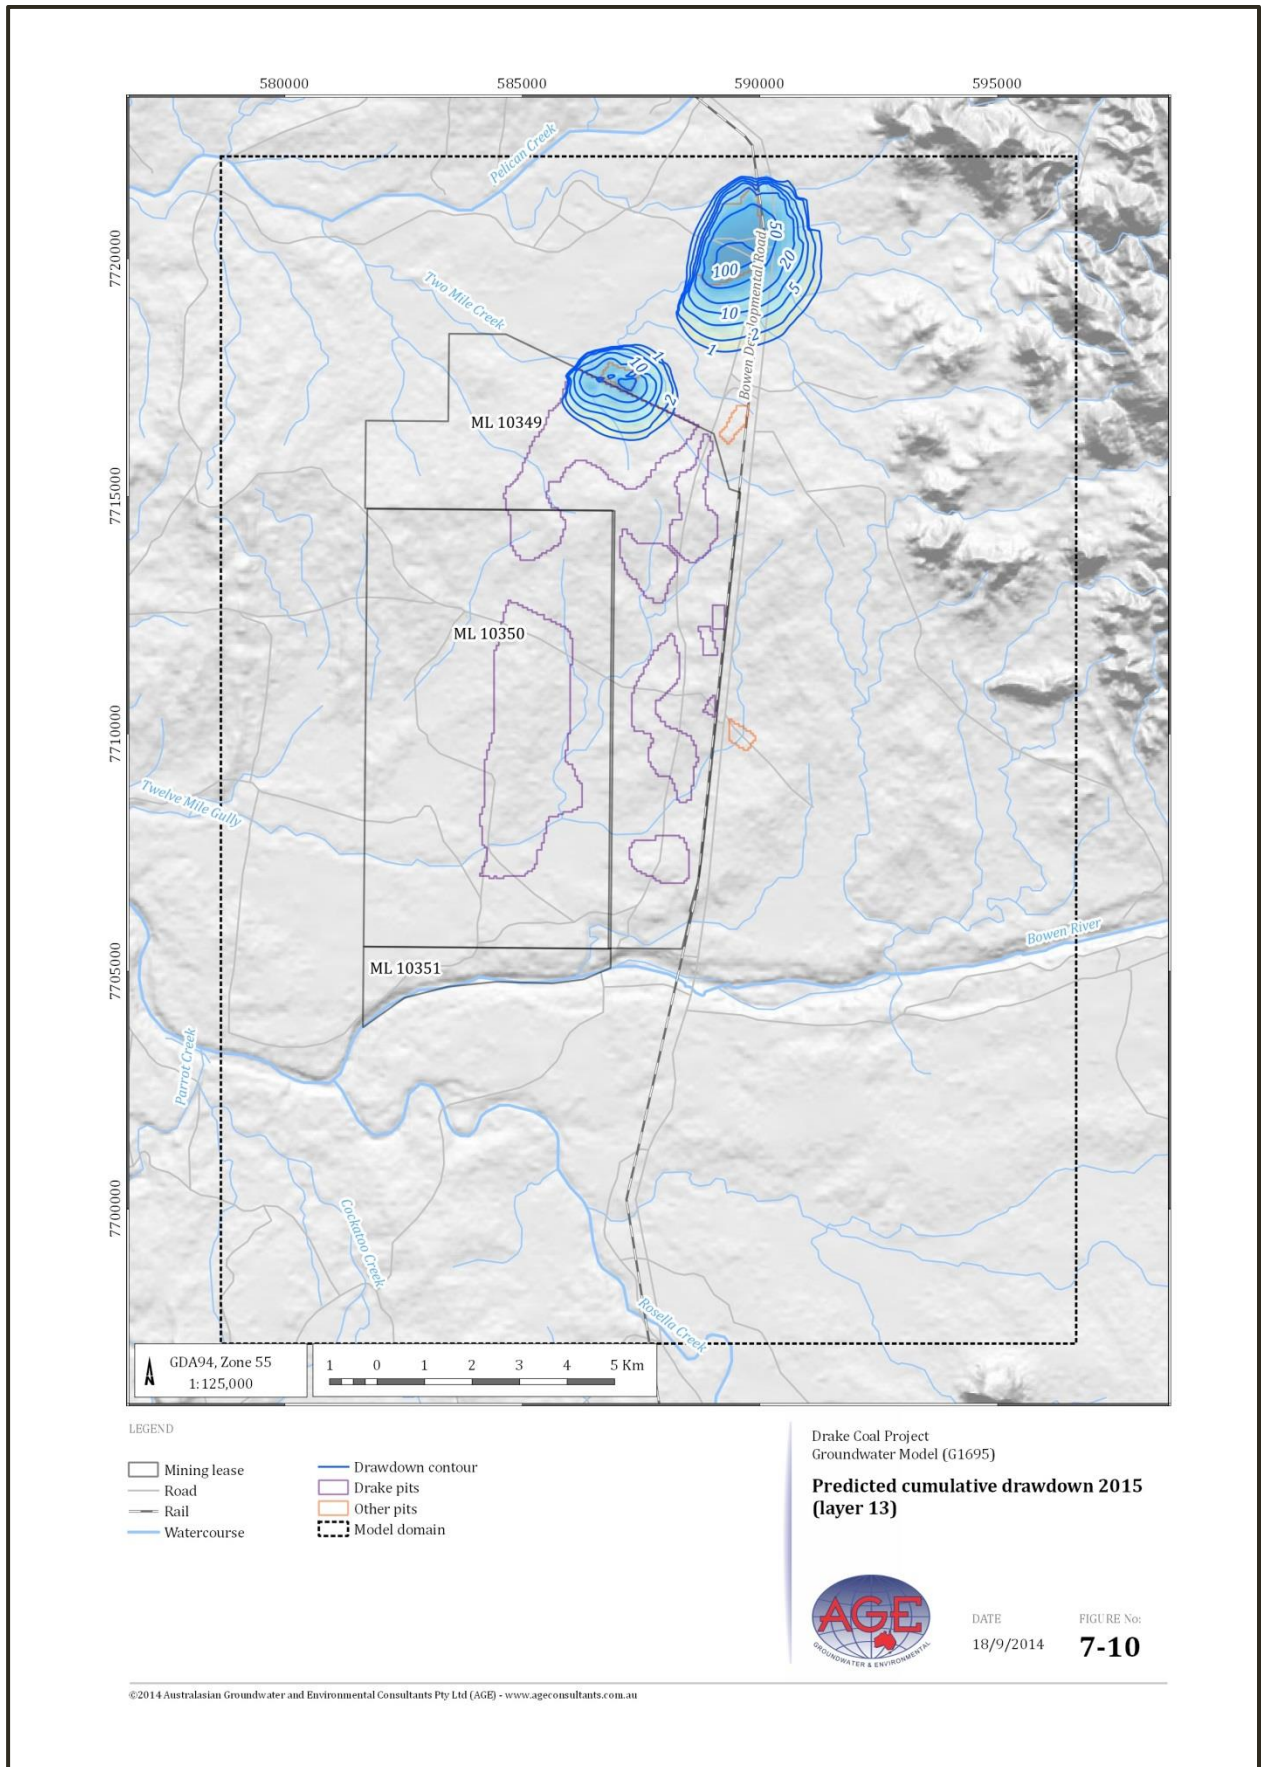 580000 585000 590000 595000
Pelican Creek
7720000
50
20
100
5
10
2
1
Bowen Developmental Road
Two Mile Creek
1
10
2
ML 10349
7715000
ML 10350
7710000
Twelve Mile Gully
Bowen River
7705000
ML 10351
Parrot Creek
7700000
Cockatoo Creek
Rosella Creek
N
GDA94, Zone 55
1:125,000
1 0 1 2 3 4 5 Km
LEGEND
Mining lease
Road
Rail
Watercourse
Drawdown contour
Drake pits
Other pits
Model domain
Drake Coal Project
Groundwater Model (G1695)
Predicted cumulative drawdown 2015
(layer 13)
AGE
GROUNDWATER & ENVIRONMENTAL
DATE
18/9/2014
FIGURE No:
7-10
©2014 Australasian Groundwater and Environmental Consultants Pty Ltd (AGE) - www.ageconsultants.com.au